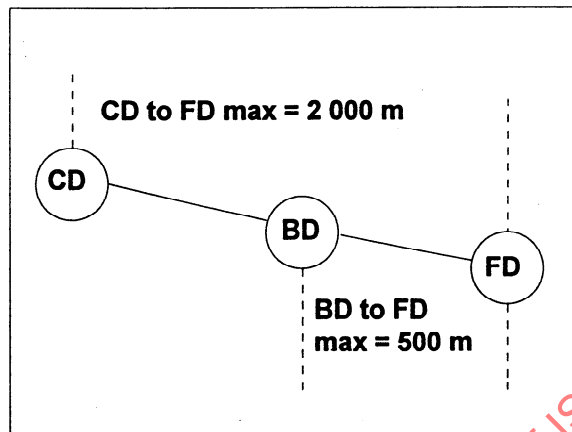 CD to FD max = 2 000 m
CD
BD
FD
BD to FD
max = 500 m